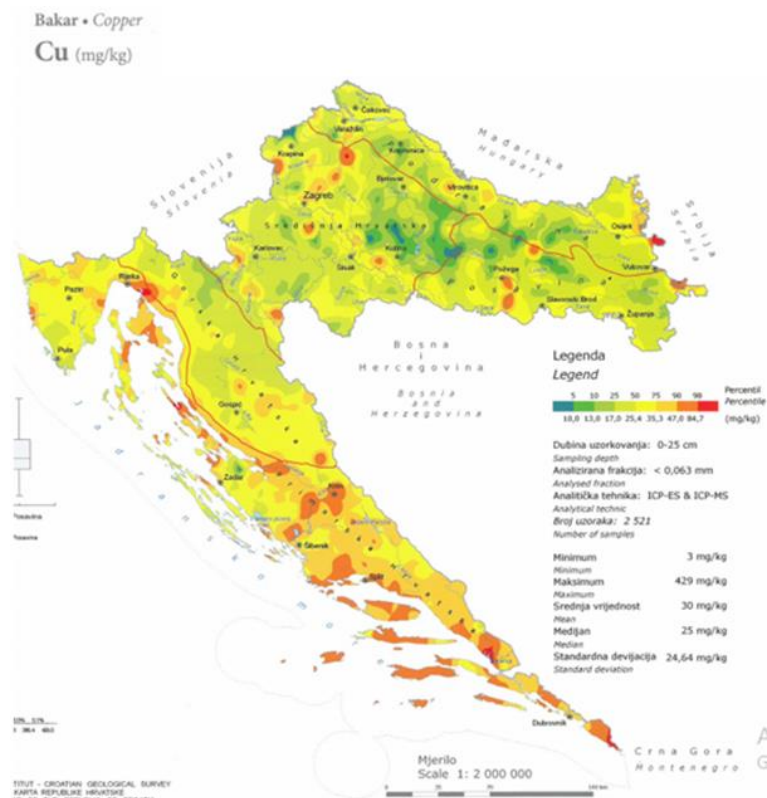 Bakar • Copper
Cu (mg/kg)
Slovenija
Slovenia
Mađarska
Hungary
Srbija
Serbia
Čakovec
Varaždin
Krapina
Koprivnica
Bjelovar
Virovitica
Zagreb
Središnja Hrvatska
Osijek
Vukovar
Karlovac
Sisak
Kutina
Požega
Slavonski Brod
Županja
Rijeka
Pazin
Pula
Gospić
Zadar
Knin
Šibenik
Split
Dubrovnik
Bosna
i
Hercegovina
Bosnia
and
Herzegovina
Crna Gora
Montenegro
Legenda
Legend
5 10 25 50 75 90 98 Percentil
Percentile
10,0 13,0 17,0 25,4 35,3 47,0 84,7 (mg/kg)
Dubina uzorkovanja: 0-25 cm
Sampling depth
Analizirana frakcija: < 0,063 mm
Analysed fraction
Analitička tehnika: ICP-ES & ICP-MS
Analytical technic
Broj uzoraka: 2 521
Number of samples
Minimum 3 mg/kg
Minimum
Maksimum 429 mg/kg
Maximum
Srednja vrijednost 30 mg/kg
Mean
Medijan 25 mg/kg
Median
Standardna devijacija 24,64 mg/kg
Standard deviation
Posavina
Mjerilo
Scale 1: 2 000 000
TITUT - CROATIAN GEOLOGICAL SURVEY
KARTA REPUBLIKE HRVATSKE